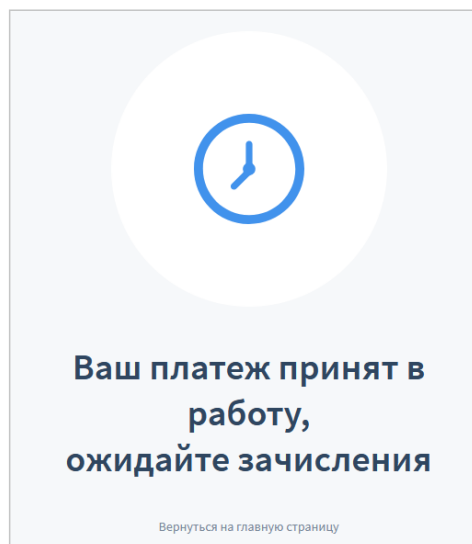 Ваш платеж принят в
работу,
ожидайте зачисления
Вернуться на главную страницу